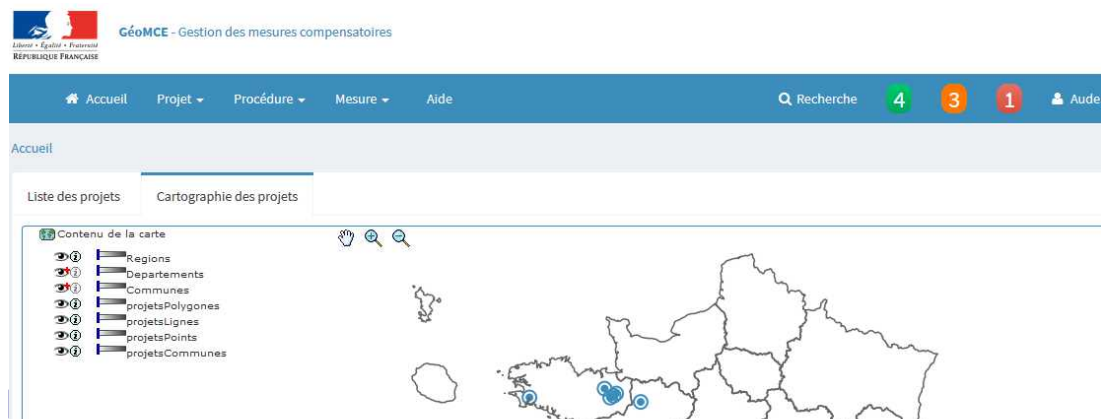 Liberté • Égalité • Fraternité
RÉPUBLIQUE FRANÇAISE
GéoMCE - Gestion des mesures compensatoires
Accueil Projet Procédure Mesure Aide Recherche 4 3 1 Aude
Accueil
Liste des projets Cartographie des projets
Contenu de la carte
Regions
Departements
Communes
projetsPolygones
projetsLignes
projetsPoints
projetsCommunes